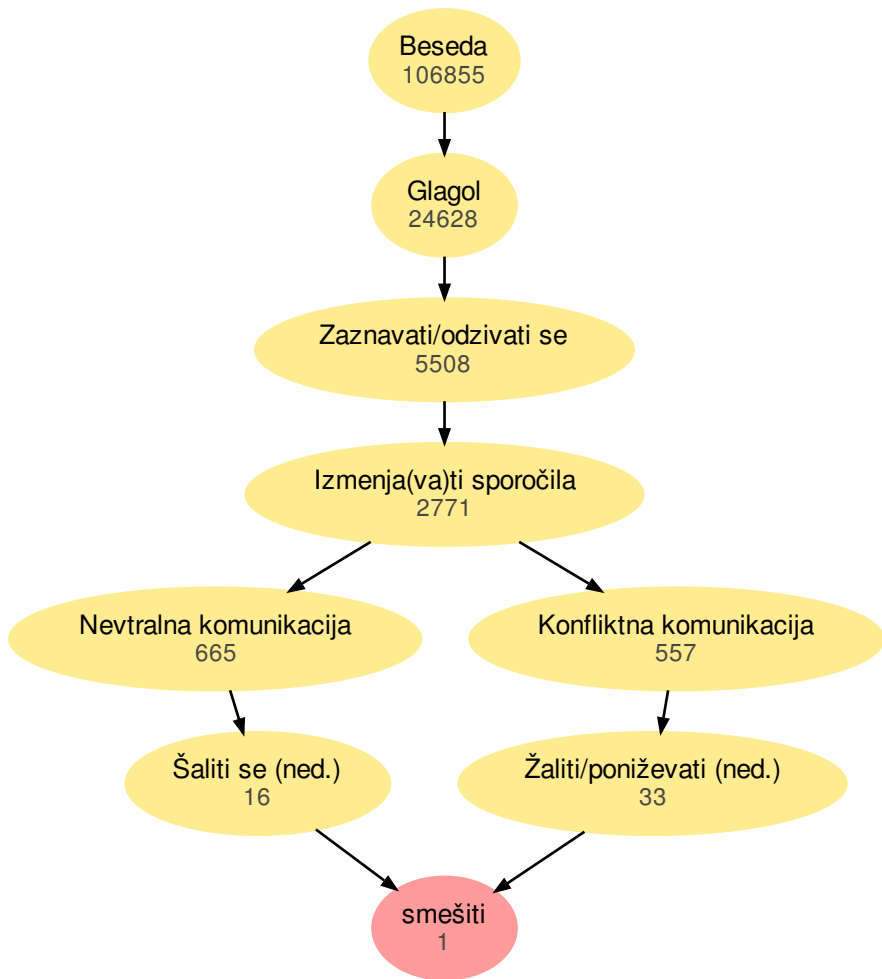 Beseda
106855
Glagol
24628
Zaznavati/odzivati se
5508
Izmenja(va)ti sporočila
2771
Nevtralna komunikacija
665
Konfliktna komunikacija
557
Šaliti se (ned.)
16
Žaliti/poniževati (ned.)
33
smešiti
1